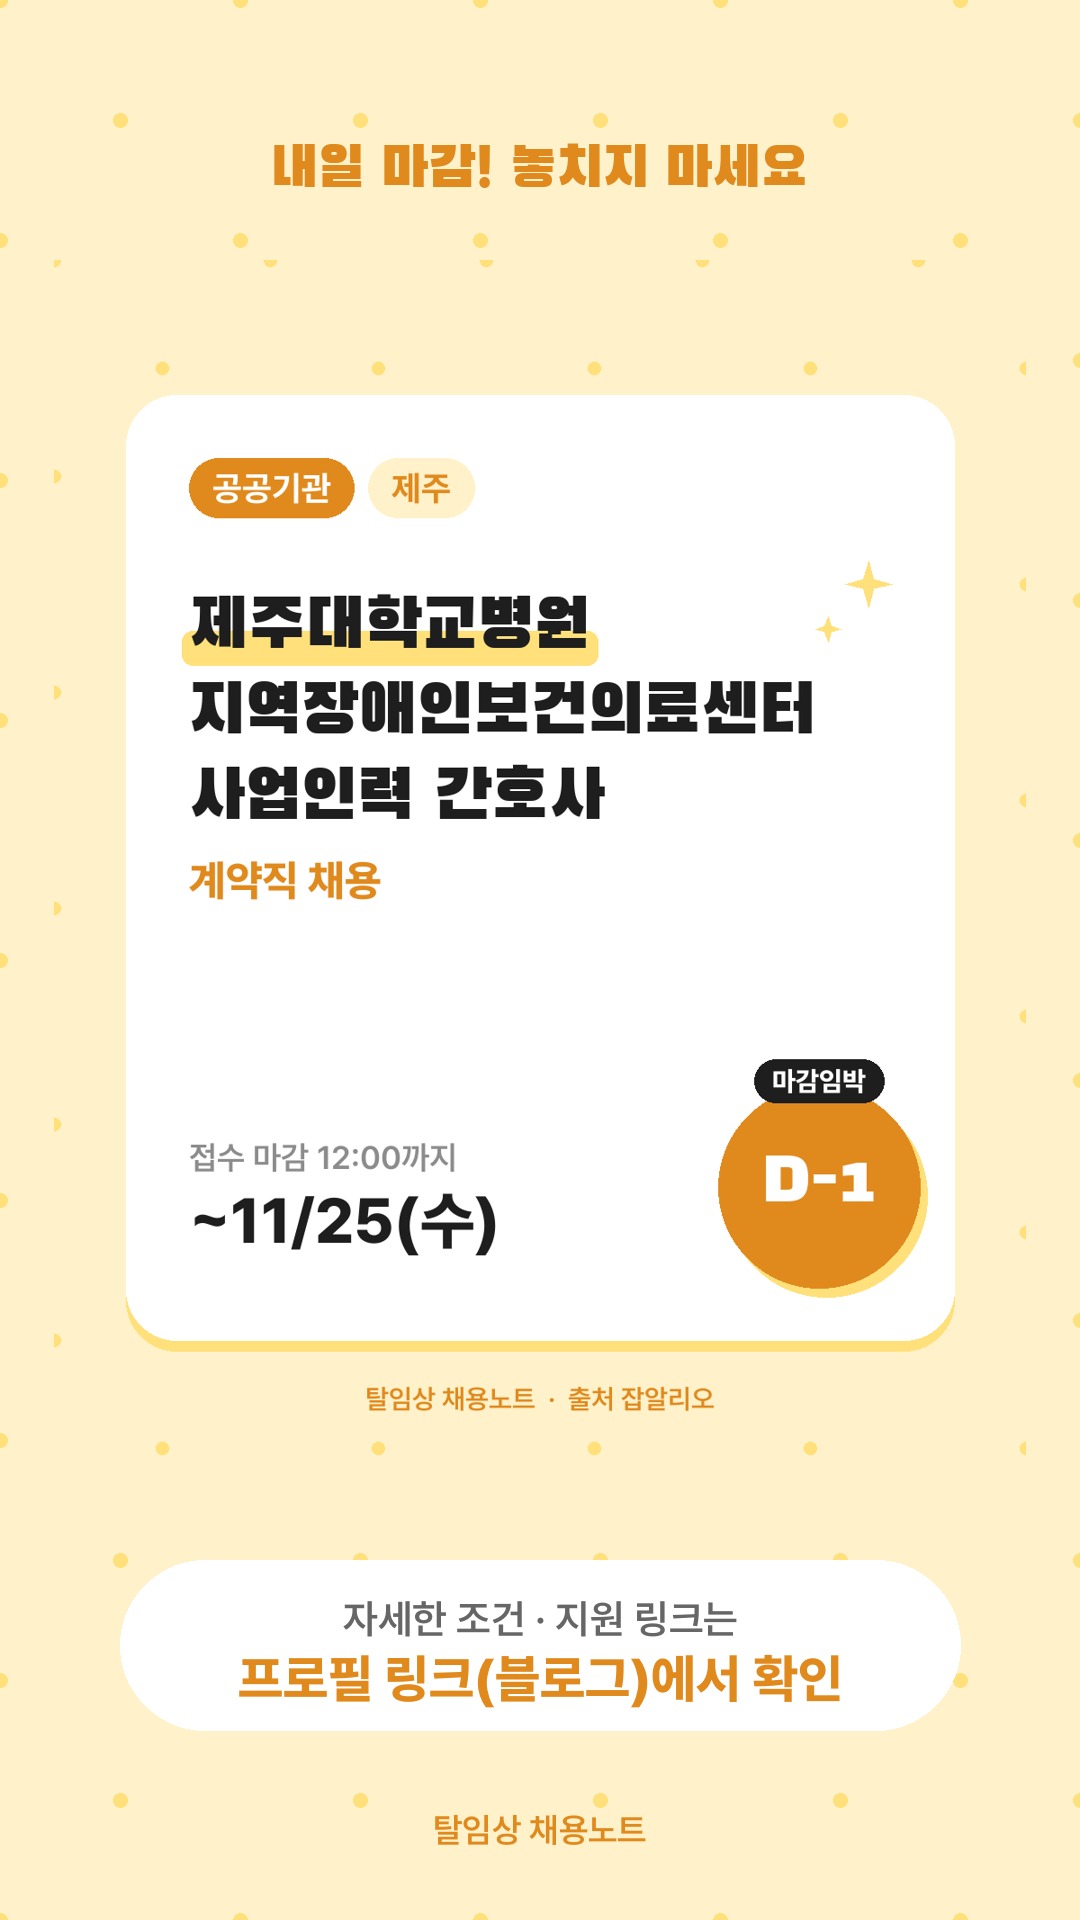 내일 마감! 놓치지 마세요
공공기관 제주
제주대학교병원
지역장애인보건의료센터
사업인력 간호사
계약직 채용
마감임박
D-1
접수 마감 12:00까지
~11/25(수)
탈임상 채용노트 · 출처 잡알리오
자세한 조건 · 지원 링크는
프로필 링크(블로그)에서 확인
탈임상 채용노트